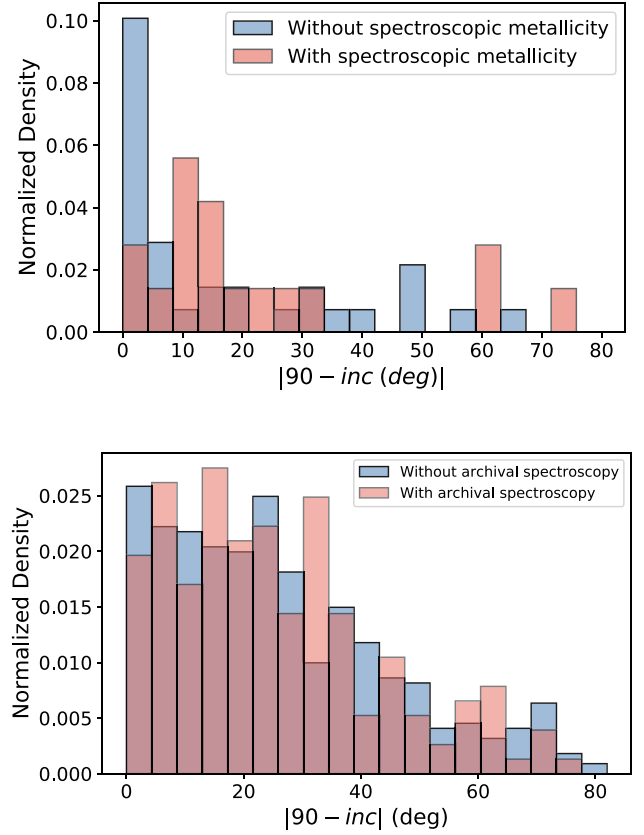 Without spectroscopic metallicity
With spectroscopic metallicity
0.10
0.08
0.06
0.04
0.02
0.00
Normalized Density
0 10 20 30 40 50 60 70 80
|90 − inc (deg)|
Without archival spectroscopy
With archival spectroscopy
0.025
0.020
0.015
0.010
0.005
0.000
Normalized Density
0 20 40 60 80
|90 − inc| (deg)